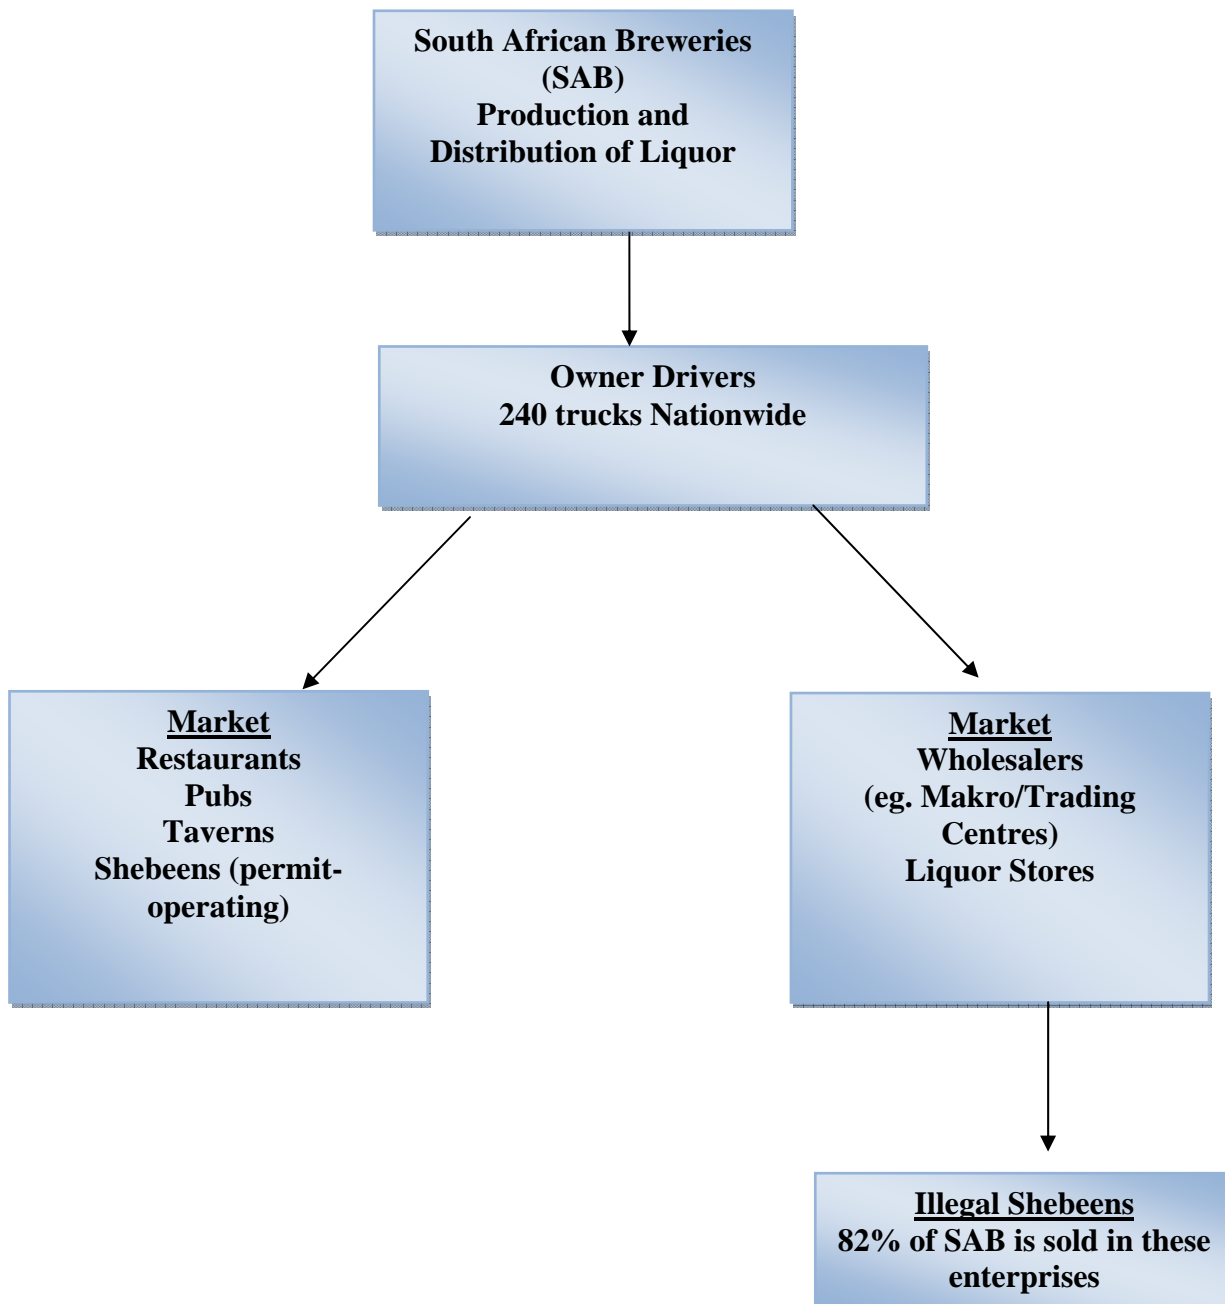 South African Breweries
(SAB)
Production and
Distribution of Liquor
Owner Drivers
240 trucks Nationwide
Market
Restaurants
Pubs
Taverns
Shebeens (permit-
operating)
Market
Wholesalers
(eg. Makro/Trading
Centres)
Liquor Stores
Illegal Shebeens
82% of SAB is sold in these
enterprises